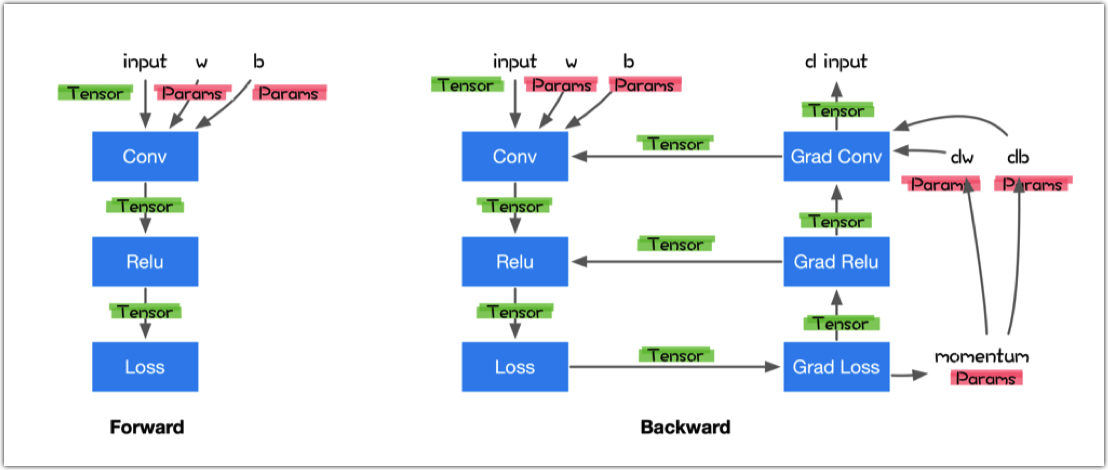 input w b
Tensor Params Params
Conv
Tensor
Relu
Tensor
Loss
Forward
input w b
Tensor Params Params
Conv
Tensor
Relu
Tensor
Loss
Tensor
Tensor
Tensor
d input
Tensor
Grad Conv
Tensor
Grad Relu
Tensor
Grad Loss
dw db
Params Params
momentum
Params
Backward